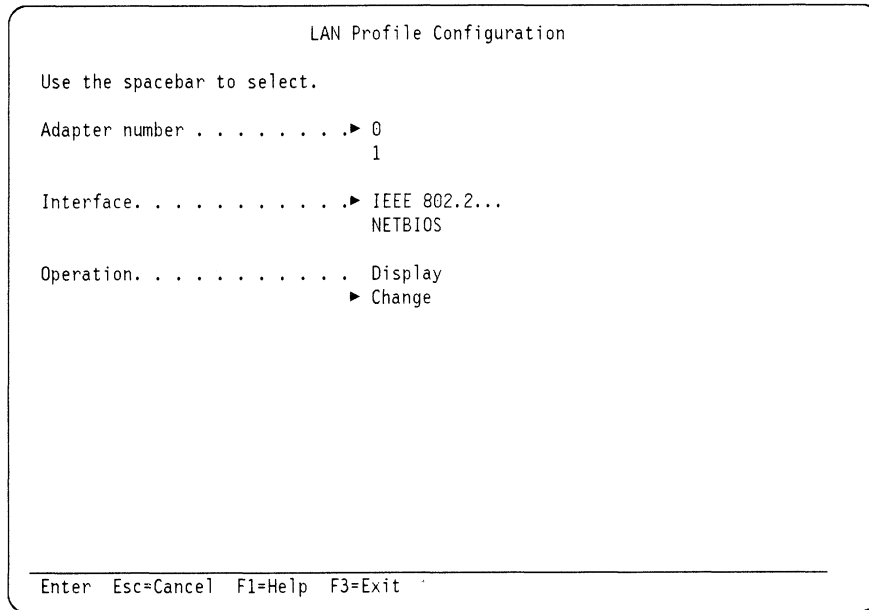 LAN Profile Configuration
Use the spacebar to select.
Adapter number . . . . . . . .► 0
1
Interface. . . . . . . . . . .► IEEE 802.2...
NETBIOS
Operation. . . . . . . . . . . Display
► Change
Enter Esc=Cancel F1=Help F3=Exit